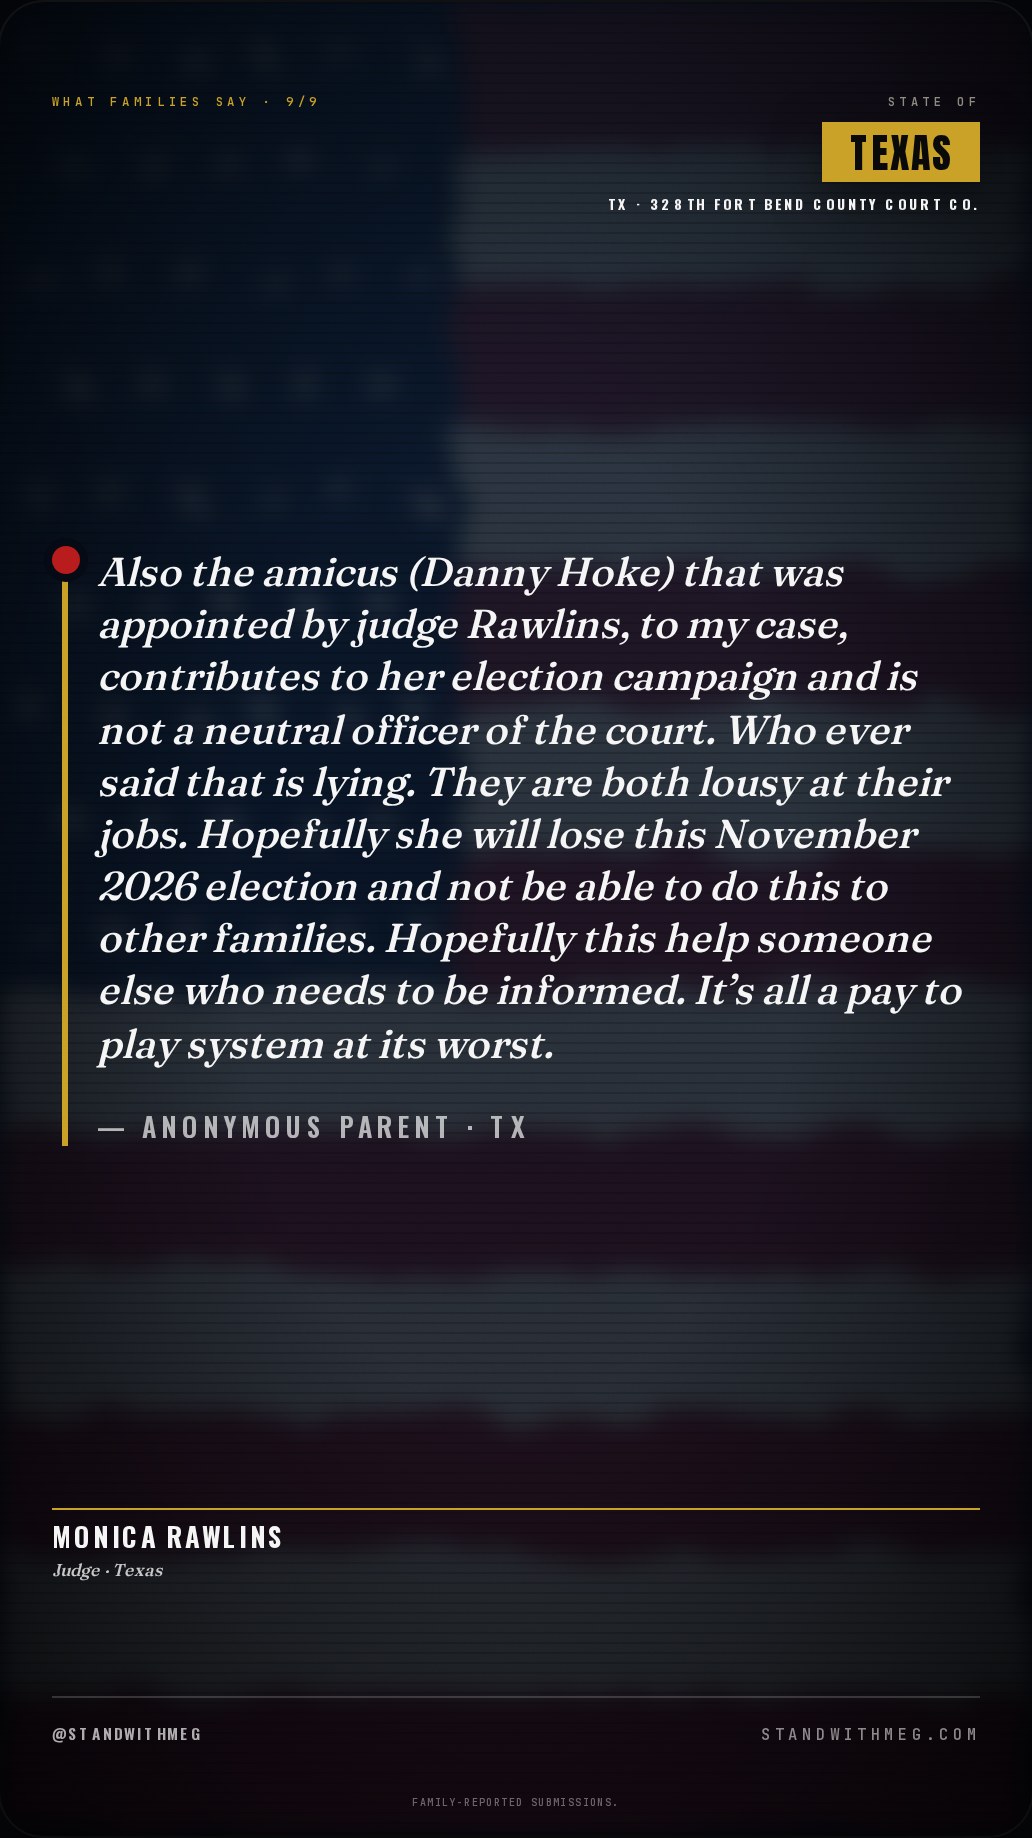 WHAT FAMILIES SAY · 9/9
STATE OF
TEXAS
TX · 328TH FORT BEND COUNTY COURT CO.
Also the amicus (Danny Hoke) that was
appointed by judge Rawlins, to my case,
contributes to her election campaign and is
not a neutral officer of the court. Who ever
said that is lying. They are both lousy at their
jobs. Hopefully she will lose this November
2026 election and not be able to do this to
other families. Hopefully this help someone
else who needs to be informed. It’s all a pay to
play system at its worst.
— ANONYMOUS PARENT · TX
MONICA RAWLINS
Judge · Texas
@STANDWITHMEG
STANDWITHMEG.COM
FAMILY-REPORTED SUBMISSIONS.